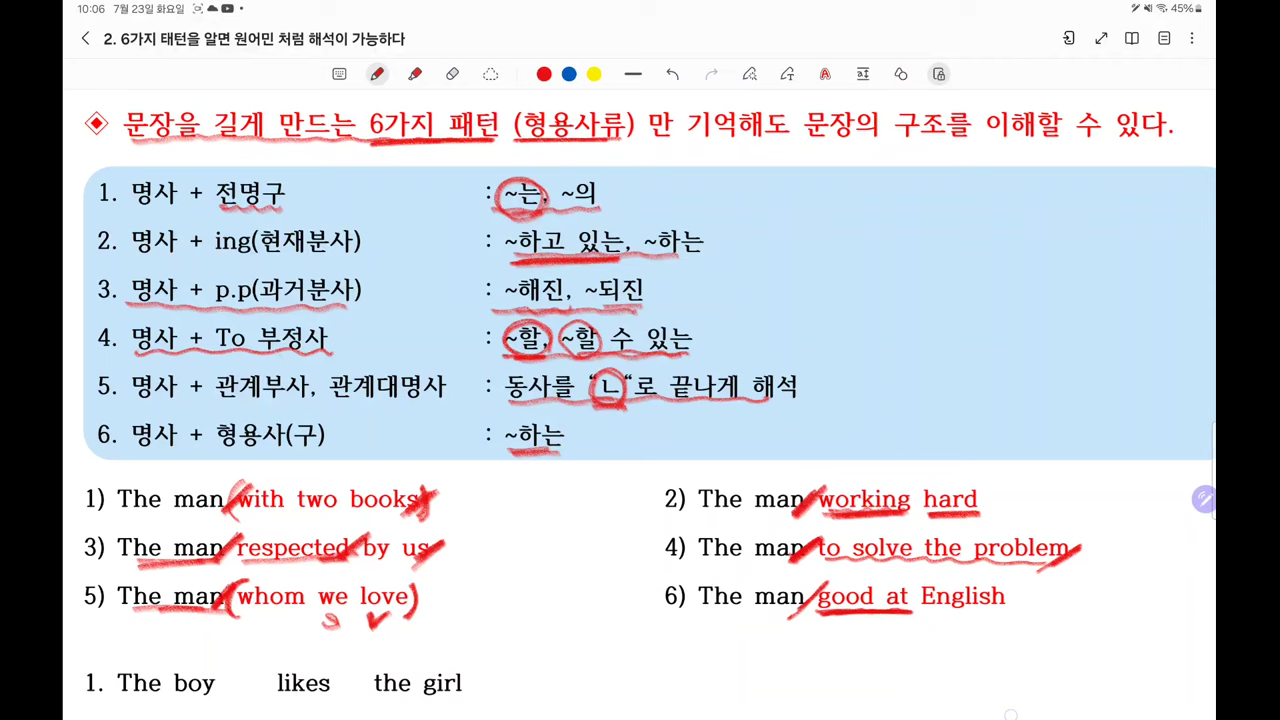 10:06 7월 23일 화요일 45%
2. 6가지 태턴을 알면 원어민 처럼 해석이 가능하다
문장을 길게 만드는 6가지 패턴 (형용사류) 만 기억해도 문장의 구조를 이해할 수 있다.
1. 명사 + 전명구 : ~는, ~의
2. 명사 + ing(현재분사) : ~하고 있는, ~하는
3. 명사 + p.p(과거분사) : ~해진, ~되진
4. 명사 + To 부정사 : ~할, ~할 수 있는
5. 명사 + 관계부사, 관계대명사 : 동사를 “ㄴ“로 끝나게 해석
6. 명사 + 형용사(구) : ~하는
1) The man with two books 2) The man working hard
3) The man respected by us 4) The man to solve the problem
5) The man (whom we love) 6) The man good at English
s v
1. The boy likes the girl